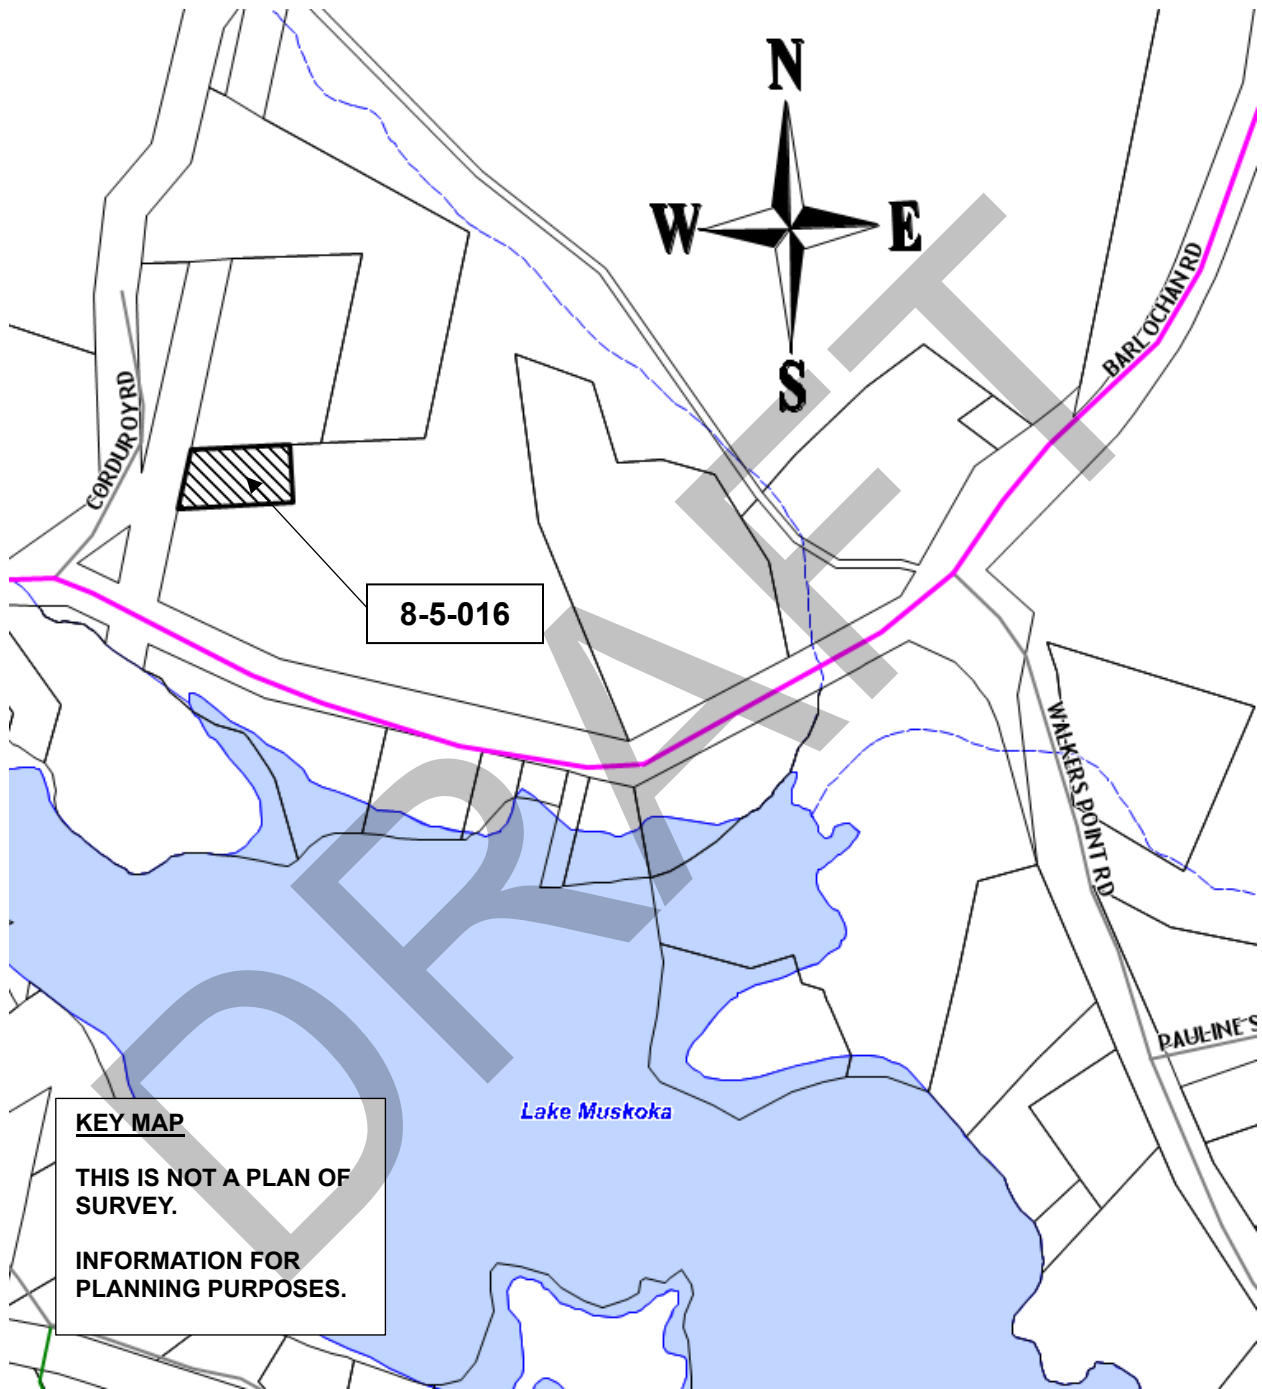 N
W
E
S
BARLOCHAN RD
CORDUROY RD
8-5-016
WALKERS POINT RD
PAULINE'S
Lake Muskoka
KEY MAP
THIS IS NOT A PLAN OF
SURVEY.
INFORMATION FOR
PLANNING PURPOSES.
DRAFT